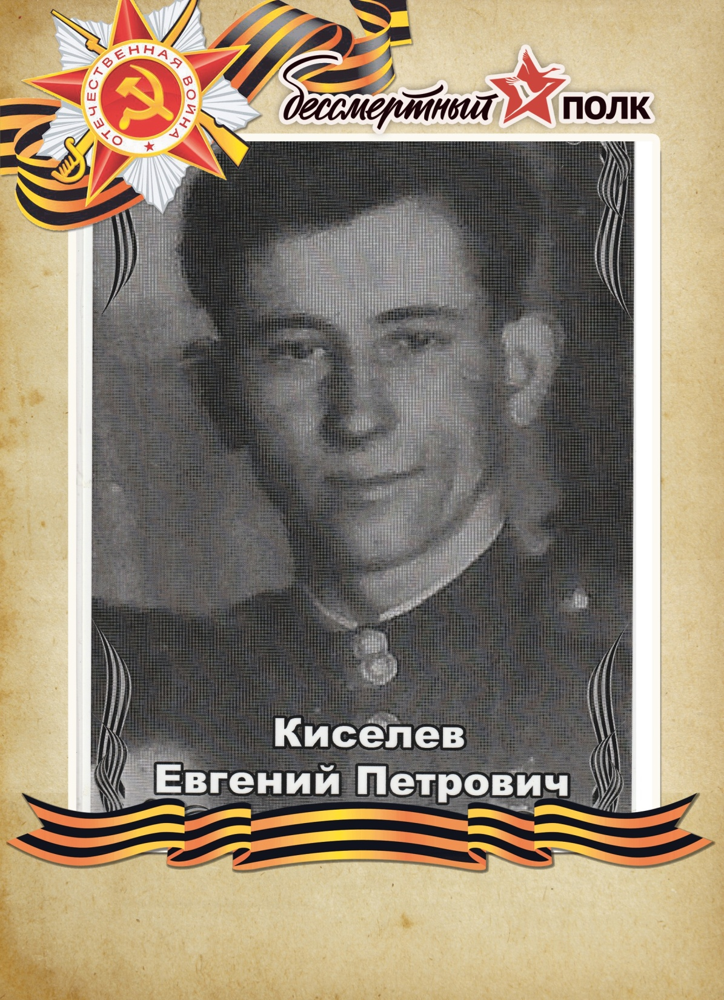 ОТЕЧЕСТВЕННАЯ ВОЙНА
бессмертный ПОЛК
Киселев
Евгений Петрович